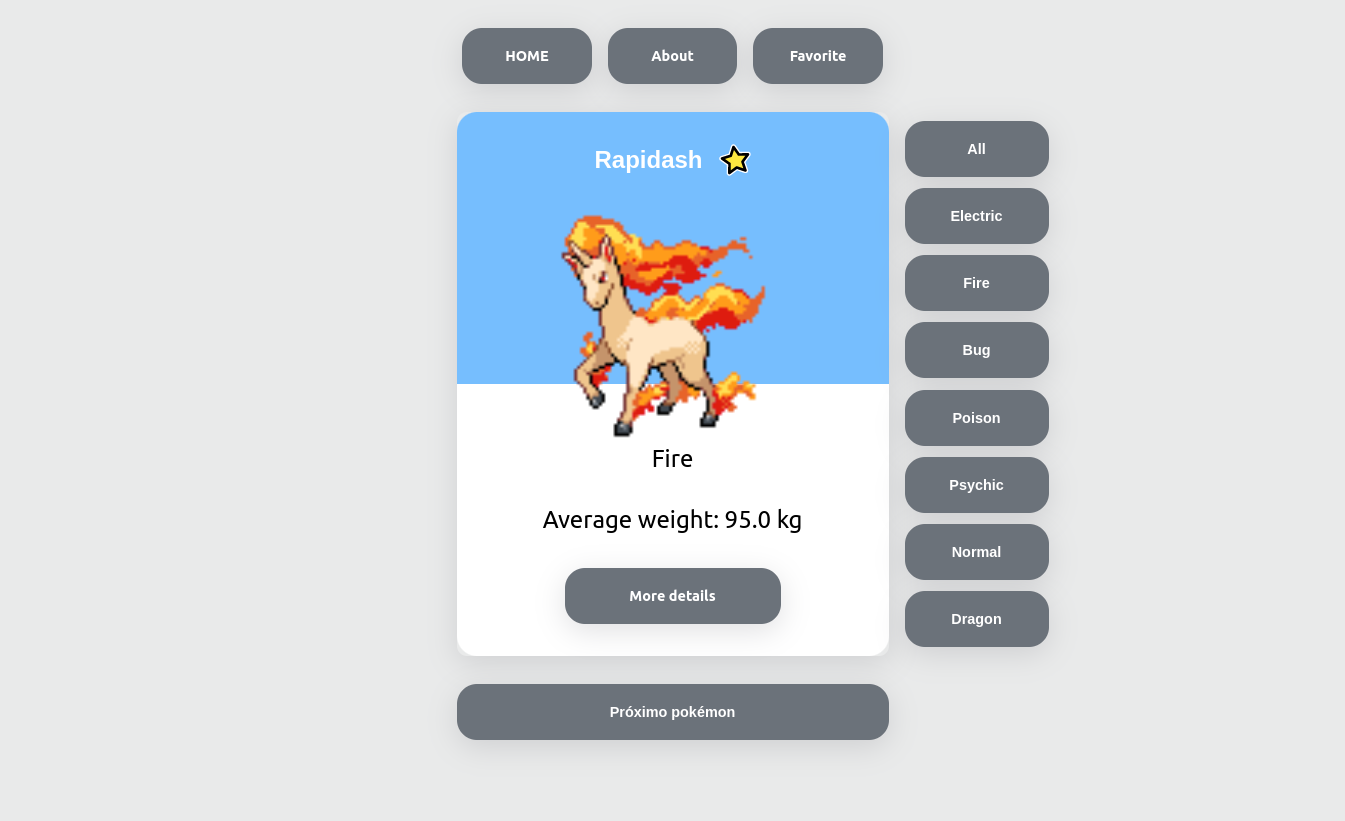 HOME
About
Favorite
Rapidash
Fire
Average weight: 95.0 kg
More details
All
Electric
Fire
Bug
Poison
Psychic
Normal
Dragon
Próximo pokémon